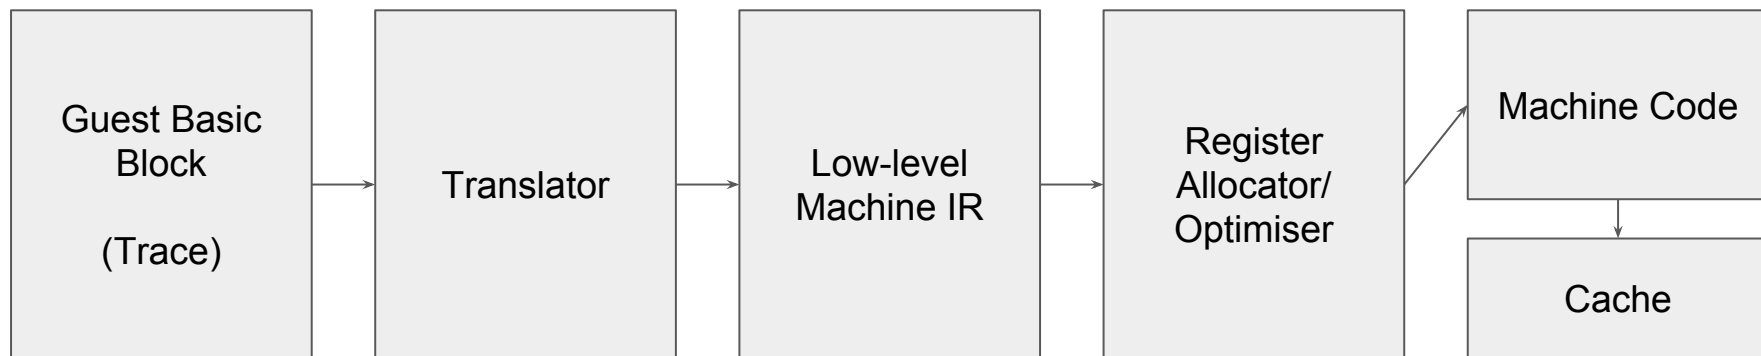 Guest Basic
Block
(Trace)
Translator
Low-level
Machine IR
Register
Allocator/
Optimiser
Machine Code
Cache